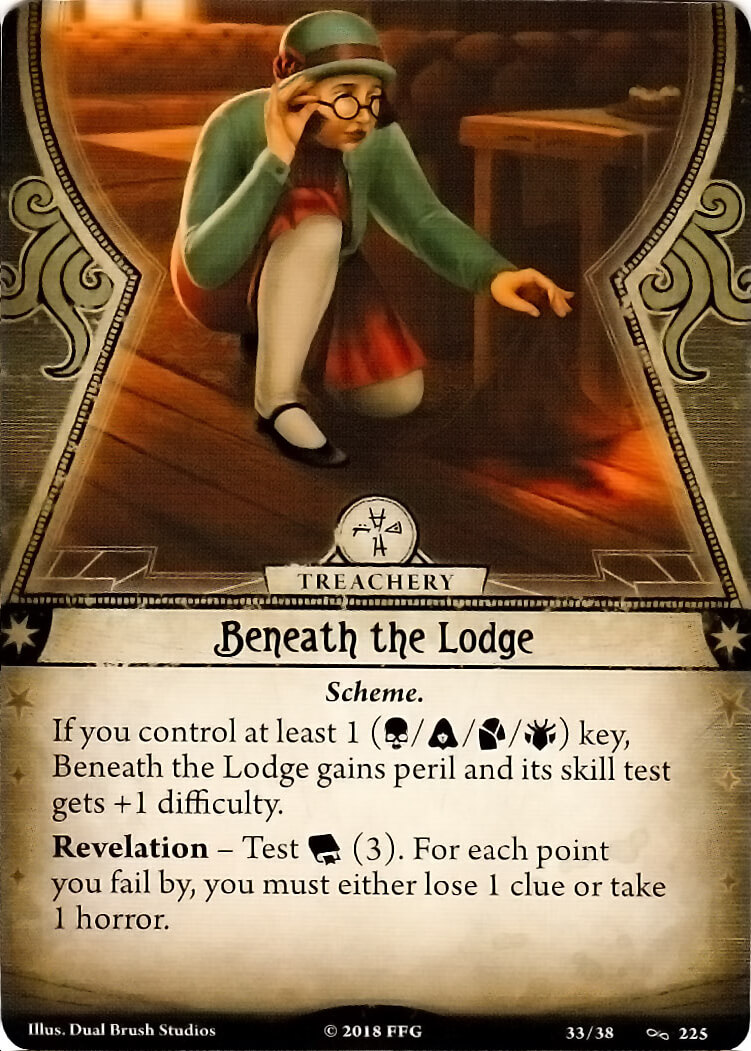 TREACHERY
Beneath the Lodge
Scheme.
If you control at least 1 ( / / / ) key,
Beneath the Lodge gains peril and its skill test
gets +1 difficulty.
Revelation – Test (3). For each point
you fail by, you must either lose 1 clue or take
1 horror.
Illus. Dual Brush Studios © 2018 FFG 33/38 225